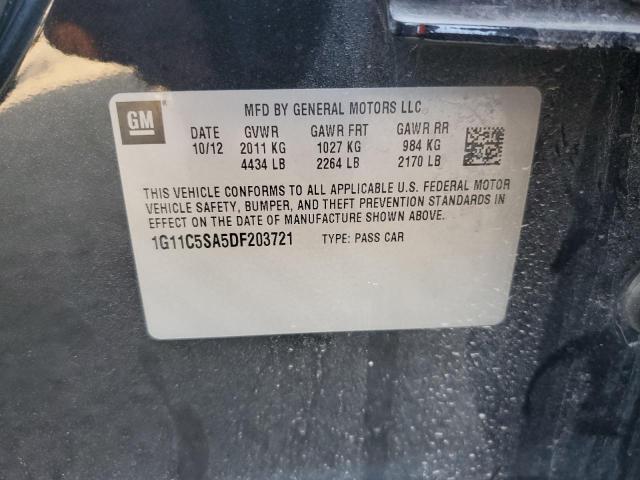 GM
MFD BY GENERAL MOTORS LLC
DATE GVWR GAWR FRT GAWR RR
10/12 2011 KG 1027 KG 984 KG
4434 LB 2264 LB 2170 LB
THIS VEHICLE CONFORMS TO ALL APPLICABLE U.S. FEDERAL MOTOR
VEHICLE SAFETY, BUMPER, AND THEFT PREVENTION STANDARDS IN
EFFECT ON THE DATE OF MANUFACTURE SHOWN ABOVE.
1G11C5SA5DF203721 TYPE: PASS CAR